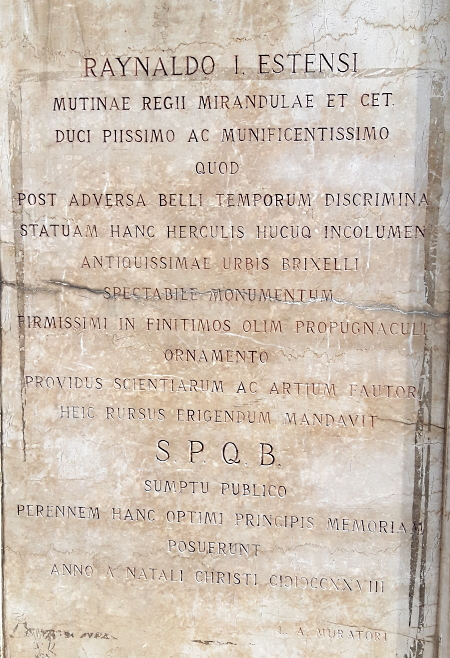 RAYNALDO I. ESTENSI
MUTINAE REGII MIRANDULAE ET CET.
DUCI PIISSIMO AC MUNIFICENTISSIMO
QUOD
POST ADVERSA BELLI TEMPORUM DISCRIMINA
STATUAM HANC HERCULIS HUCUQ INCOLUMEN
ANTIQUISSIMAE URBIS BRIXELLI
SPECTABILE MONUMENTUM
FIRMISSIMI IN FINITIMOS OLIM PROPUGNACULI
ORNAMENTO
PROVIDUS SCIENTIARUM AC ARTIUM FAUTOR
HEIC RURSUS ERIGENDUM MANDAVIT
S.P.Q.B.
SUMPTU PUBLICO
PERENNEM HANC OPTIMI PRINCIPIS MEMORIAM
POSUERUNT
ANNO A NATALI CHRISTI CIƆIƆCCXXVIII
L. A. MURATORI